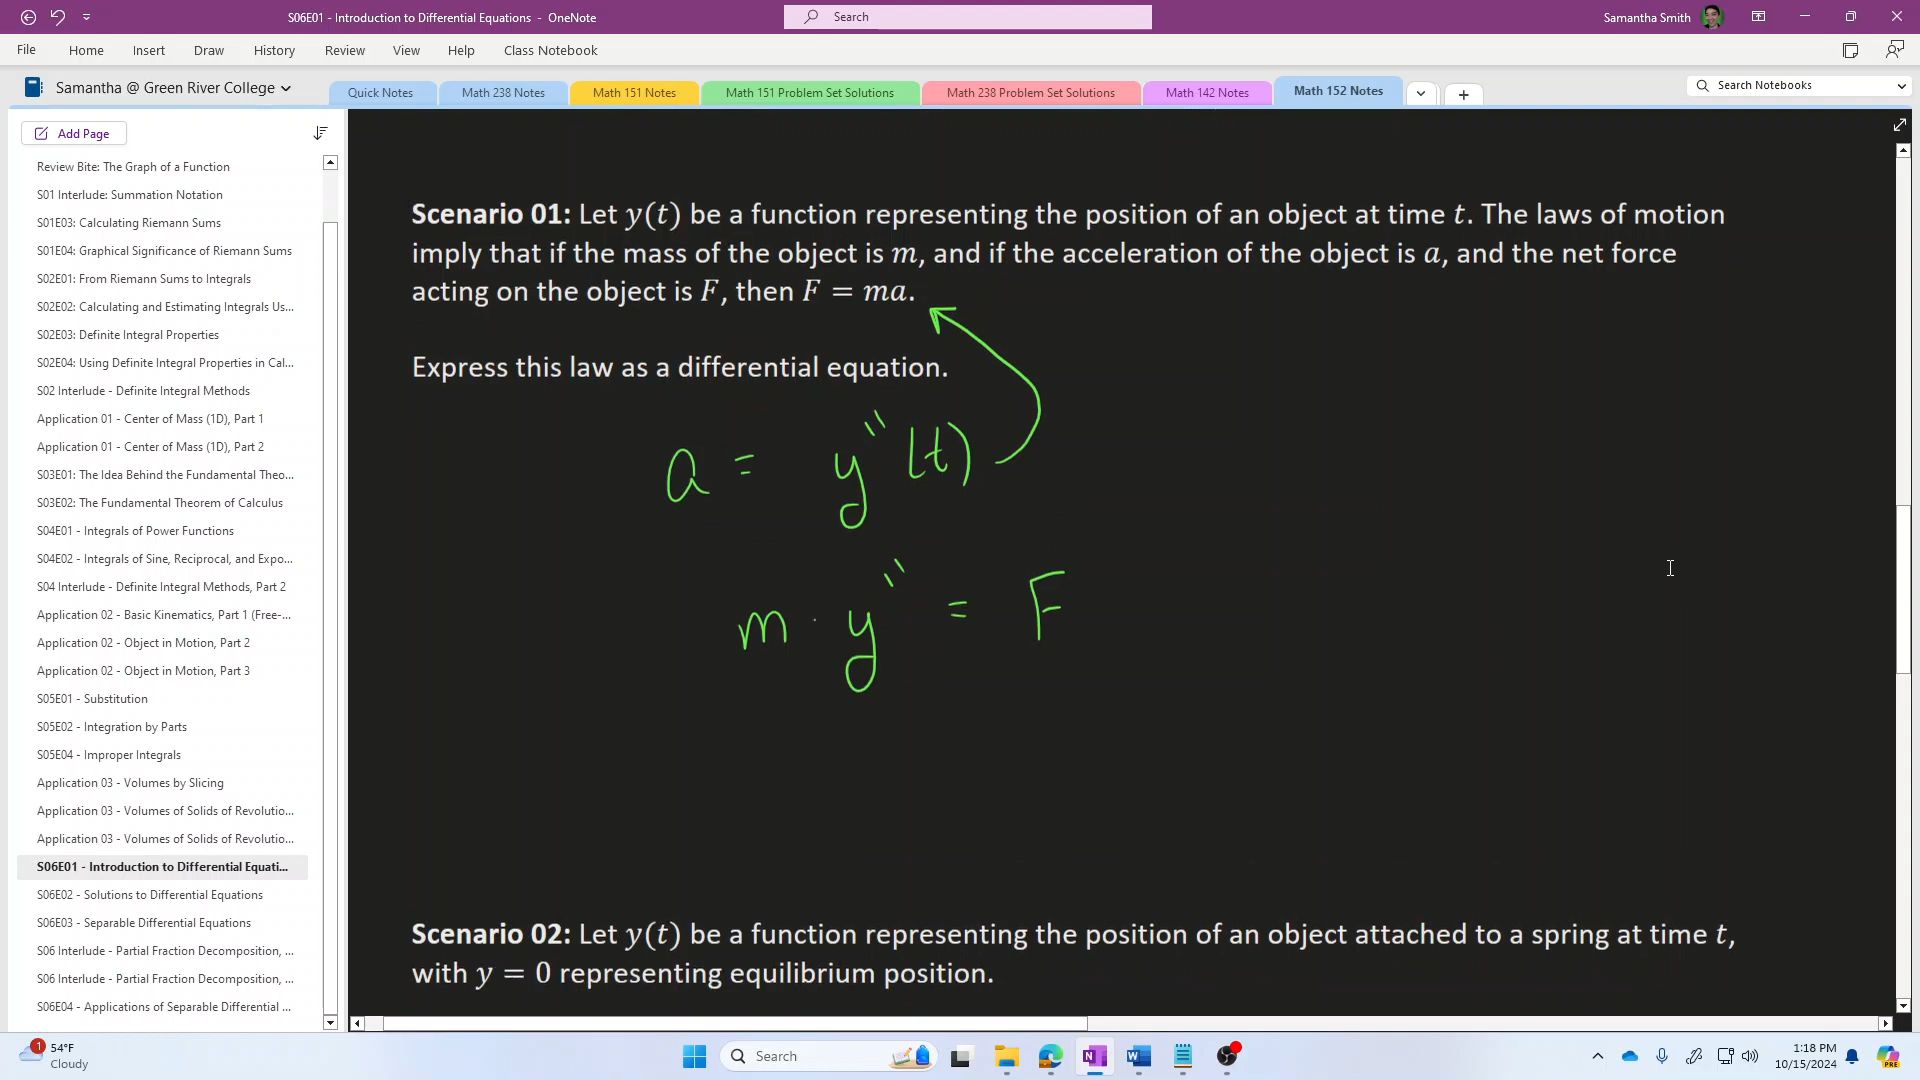 S06E01 - Introduction to Differential Equations - OneNote
Search
Samantha Smith
File Home Insert Draw History Review View Help Class Notebook
Samantha @ Green River College
Quick Notes Math 238 Notes Math 151 Notes Math 151 Problem Set Solutions Math 238 Problem Set Solutions Math 142 Notes Math 152 Notes +
Search Notebooks
Add Page
Review Bite: The Graph of a Function
S01 Interlude: Summation Notation
S01E03: Calculating Riemann Sums
S01E04: Graphical Significance of Riemann Sums
S02E01: From Riemann Sums to Integrals
S02E02: Calculating and Estimating Integrals Us...
S02E03: Definite Integral Properties
S02E04: Using Definite Integral Properties in Cal...
S02 Interlude - Definite Integral Methods
Application 01 - Center of Mass (1D), Part 1
Application 01 - Center of Mass (1D), Part 2
S03E01: The Idea Behind the Fundamental Theo...
S03E02: The Fundamental Theorem of Calculus
S04E01 - Integrals of Power Functions
S04E02 - Integrals of Sine, Reciprocal, and Expo...
S04 Interlude - Definite Integral Methods, Part 2
Application 02 - Basic Kinematics, Part 1 (Free-...
Application 02 - Object in Motion, Part 2
Application 02 - Object in Motion, Part 3
S05E01 - Substitution
S05E02 - Integration by Parts
S05E04 - Improper Integrals
Application 03 - Volumes by Slicing
Application 03 - Volumes of Solids of Revolutio...
Application 03 - Volumes of Solids of Revolutio...
S06E01 - Introduction to Differential Equati...
S06E02 - Solutions to Differential Equations
S06E03 - Separable Differential Equations
S06 Interlude - Partial Fraction Decomposition, ...
S06 Interlude - Partial Fraction Decomposition, ...
S06E04 - Applications of Separable Differential ...
Scenario 01: Let y(t) be a function representing the position of an object at time t. The laws of motion
imply that if the mass of the object is m, and if the acceleration of the object is a, and the net force
acting on the object is F, then F = ma.
Express this law as a differential equation.
a = y"(t)
m · y" = F
Scenario 02: Let y(t) be a function representing the position of an object attached to a spring at time t,
with y = 0 representing equilibrium position.
1
54°F
Cloudy
Search
1:18 PM
10/15/2024
PRE